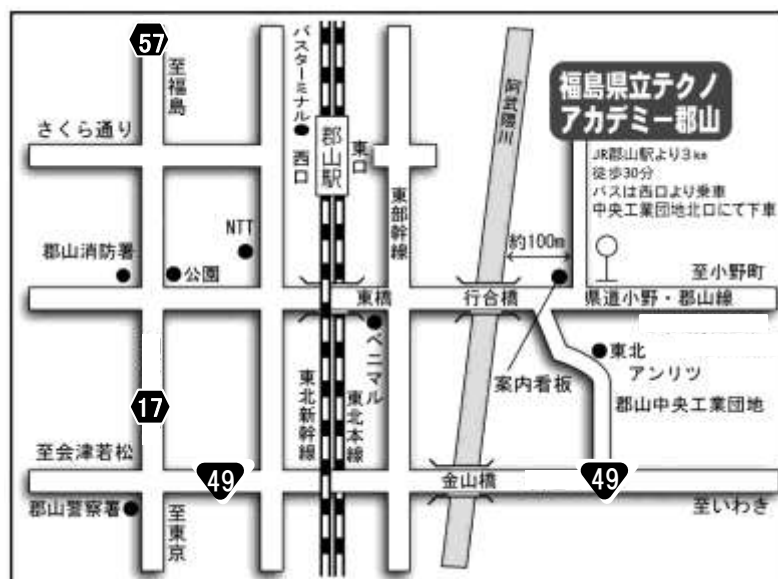 57
至福島
さくら通り
バスターミナル
西口
郡山駅
東口
東部幹線
阿武隈川
福島県立テクノ
アカデミー郡山
JR郡山駅より3㎞
徒歩30分
バスは西口より乗車
中央工業団地北口にて下車
約100m
NTT
郡山消防署
公園
東橋
行合橋
至小野町
県道小野・郡山線
ベニマル
案内看板
東北
アンリツ
郡山中央工業団地
17
東北新幹線
東北本線
至会津若松
49
金山橋
49
郡山警察署
至東京
至いわき